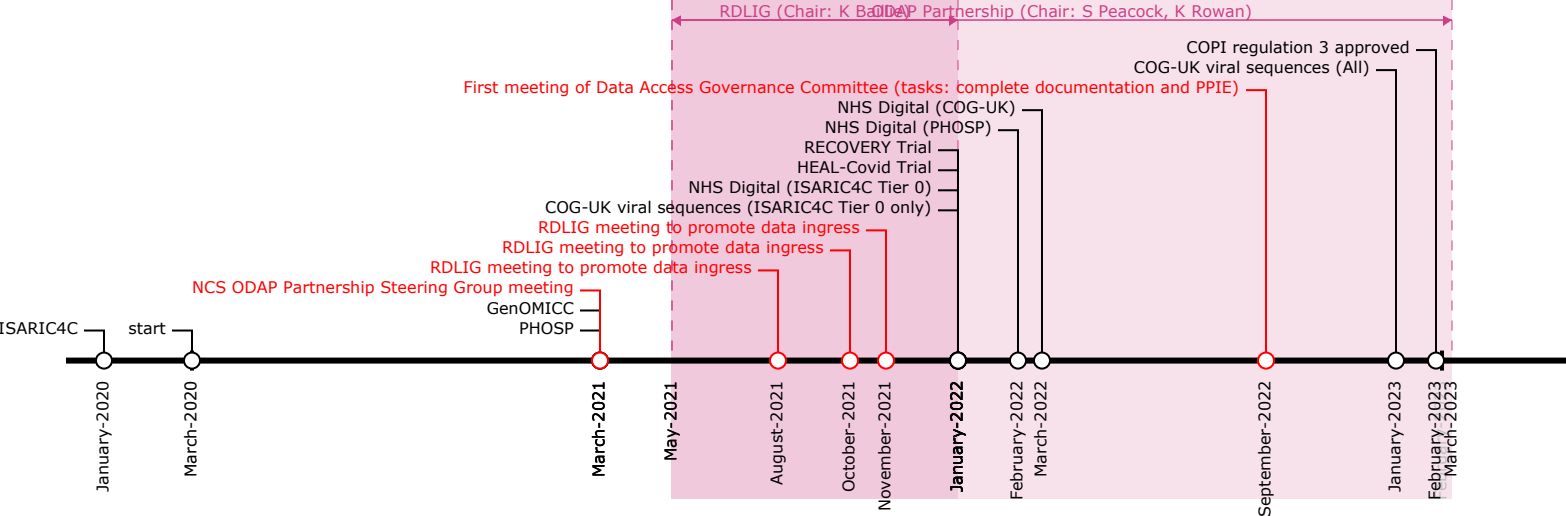 RDLIG (Chair: K Baillie)
ODAP Partnership (Chair: S Peacock, K Rowan)
COPI regulation 3 approved
COG-UK viral sequences (All)
First meeting of Data Access Governance Committee (tasks: complete documentation and PPIE)
NHS Digital (COG-UK)
NHS Digital (PHOSP)
RECOVERY Trial
HEAL-Covid Trial
NHS Digital (ISARIC4C Tier 0)
COG-UK viral sequences (ISARIC4C Tier 0 only)
RDLIG meeting to promote data ingress
RDLIG meeting to promote data ingress
RDLIG meeting to promote data ingress
NCS ODAP Partnership Steering Group meeting
GenOMICC
ISARIC4C
start
PHOSP
January-2020
March-2020
March-2021
May-2021
August-2021
October-2021
November-2021
January-2022
February-2022
March-2022
September-2022
January-2023
February-2023
March-2023